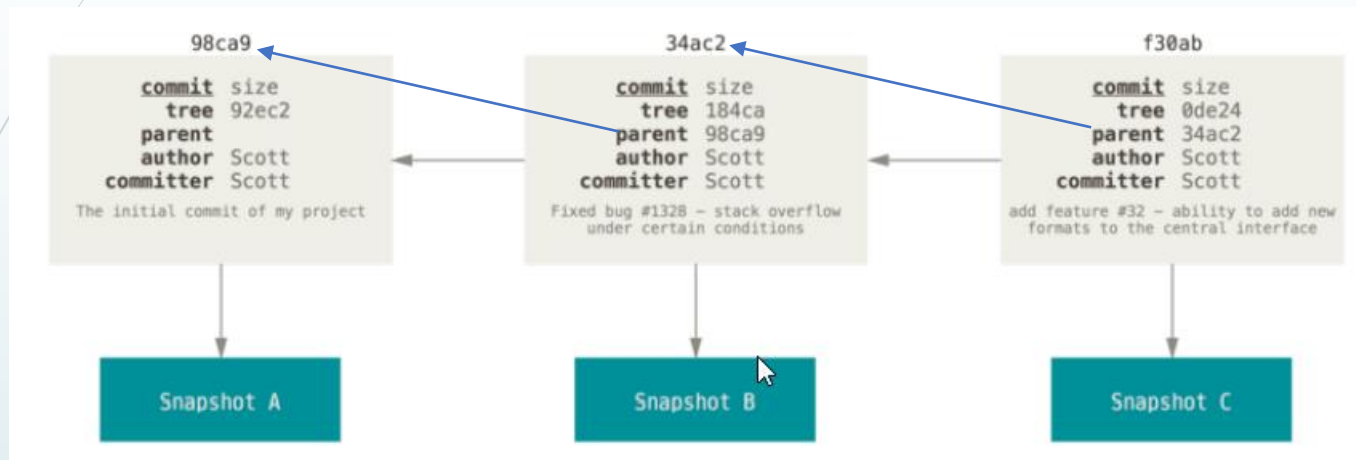 98ca9
commit size
tree 92ec2
parent
author Scott
committer Scott
The initial commit of my project
Snapshot A
34ac2
commit size
tree 184ca
parent 98ca9
author Scott
committer Scott
Fixed bug #1328 – stack overflow
under certain conditions
Snapshot B
f30ab
commit size
tree 0de24
parent 34ac2
author Scott
committer Scott
add feature #32 – ability to add new
formats to the central interface
Snapshot C